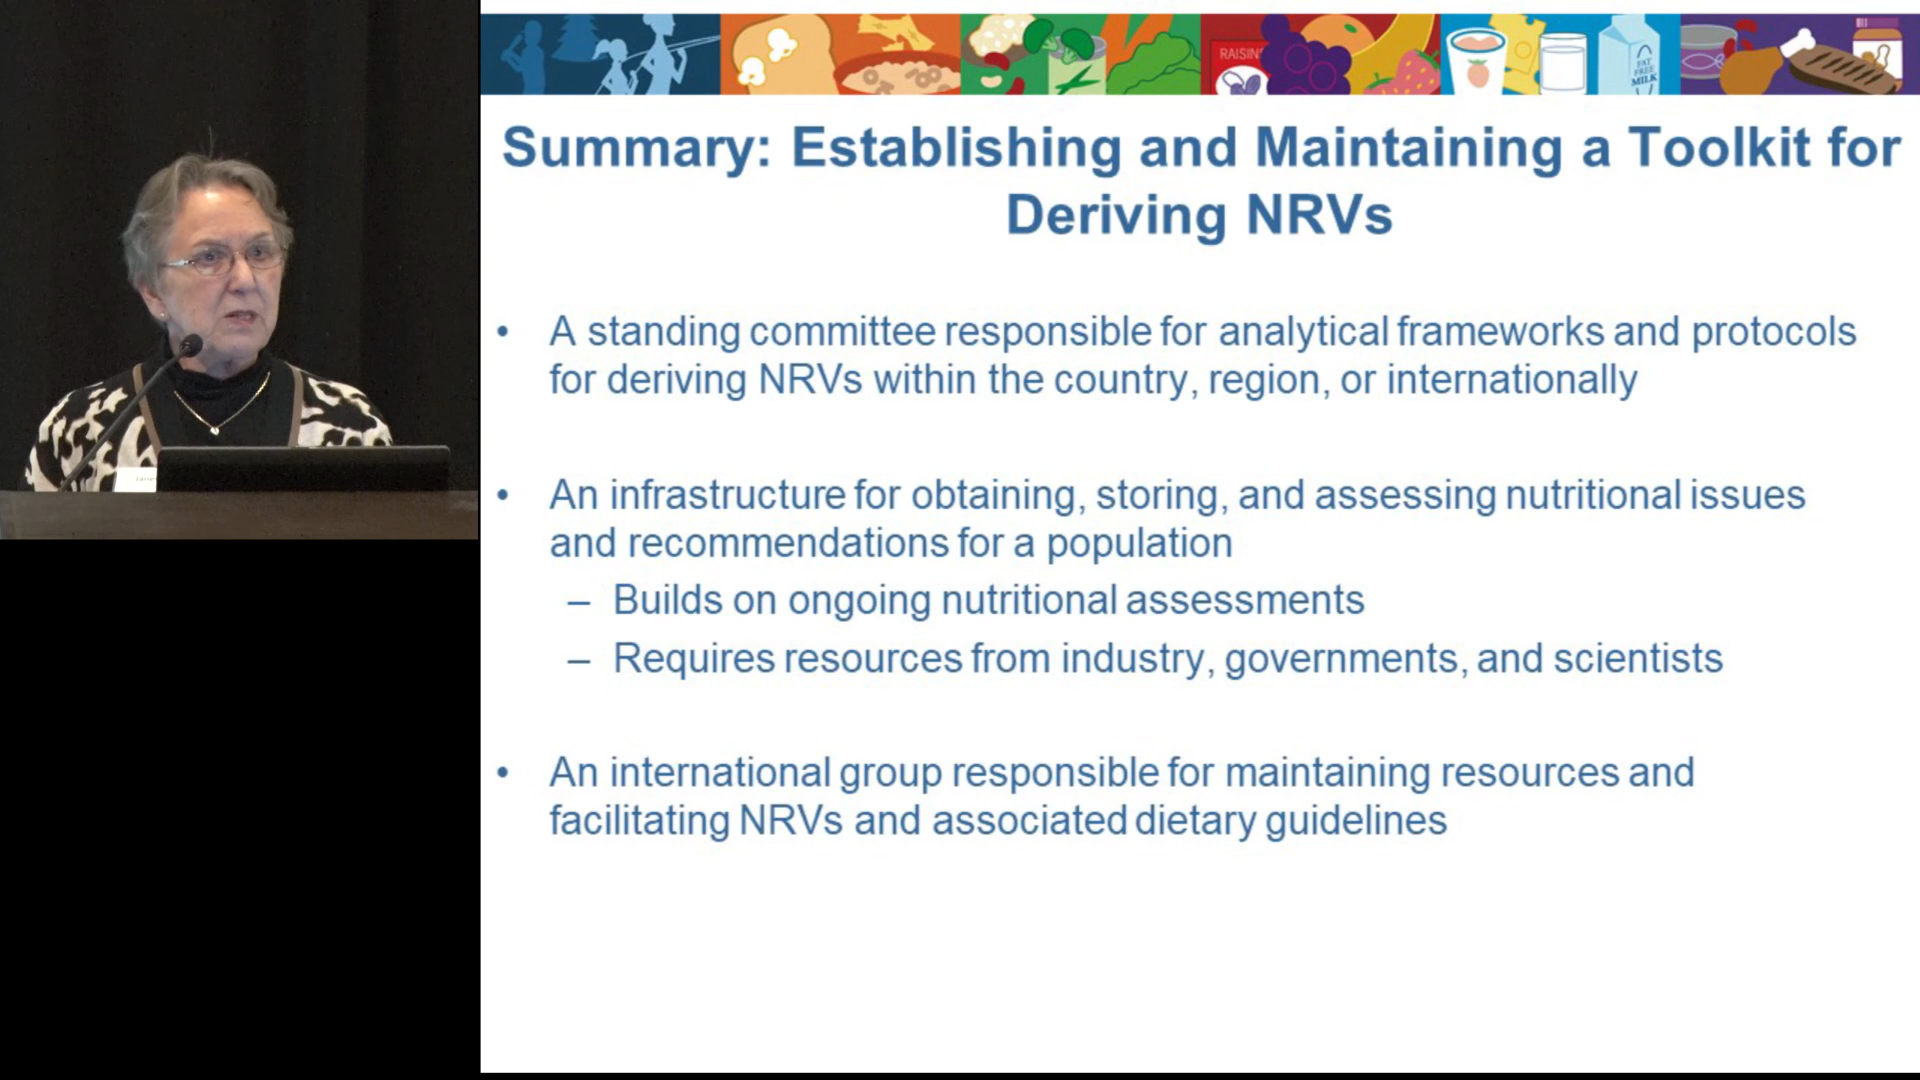 RAISINS
FAT
FREE
MILK
Summary: Establishing and Maintaining a Toolkit for
Deriving NRVs
• A standing committee responsible for analytical frameworks and protocols
for deriving NRVs within the country, region, or internationally
• An infrastructure for obtaining, storing, and assessing nutritional issues
and recommendations for a population
– Builds on ongoing nutritional assessments
– Requires resources from industry, governments, and scientists
• An international group responsible for maintaining resources and
facilitating NRVs and associated dietary guidelines